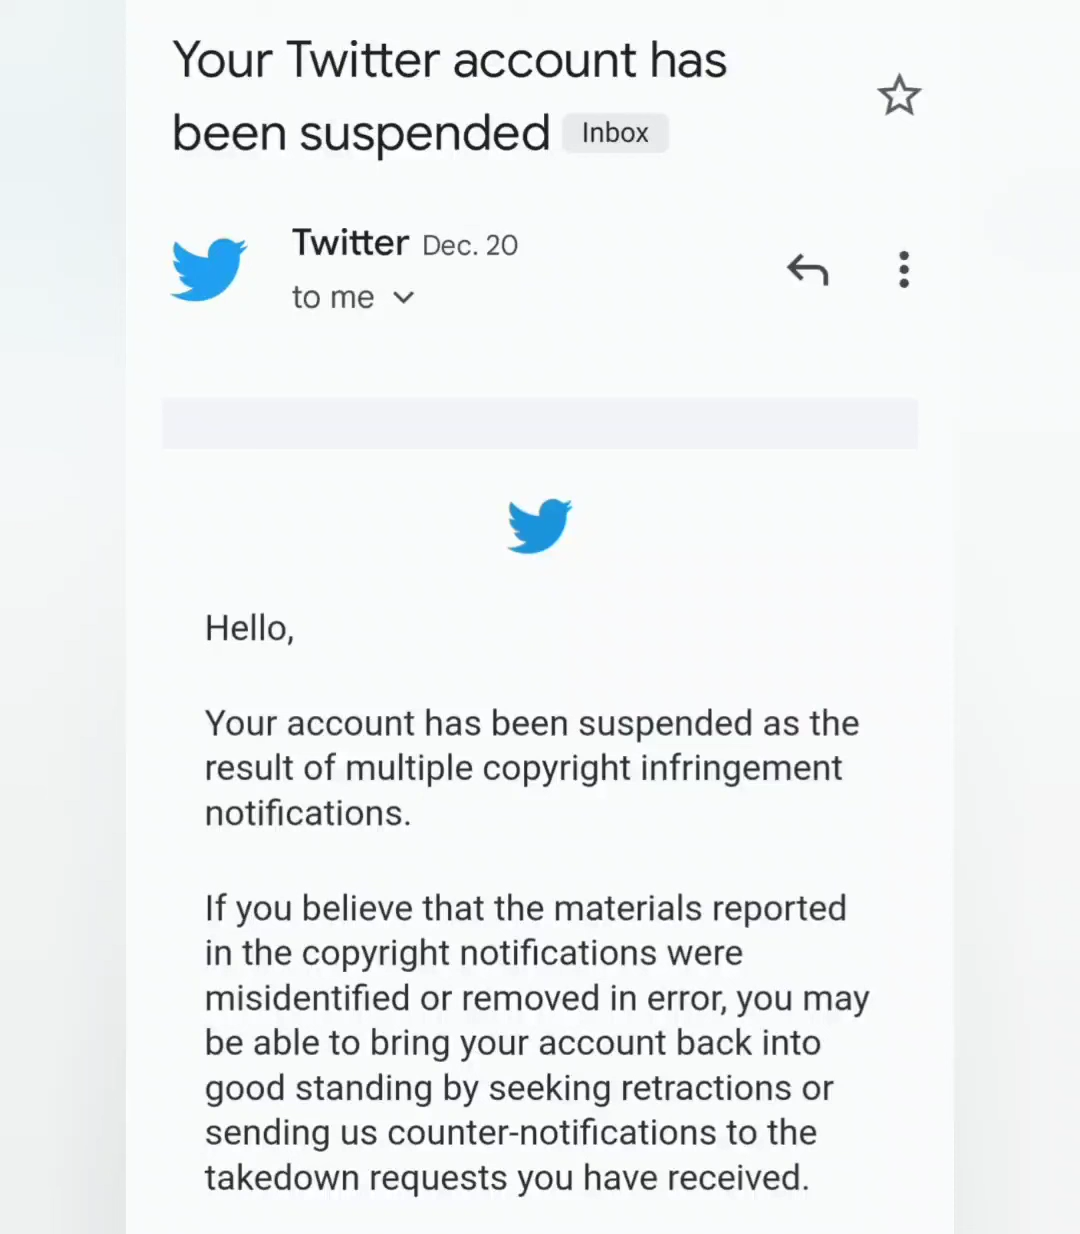 Your Twitter account has
been suspended Inbox
Twitter Dec. 20
to me
Hello,
Your account has been suspended as the
result of multiple copyright infringement
notifications.
If you believe that the materials reported
in the copyright notifications were
misidentified or removed in error, you may
be able to bring your account back into
good standing by seeking retractions or
sending us counter-notifications to the
takedown requests you have received.